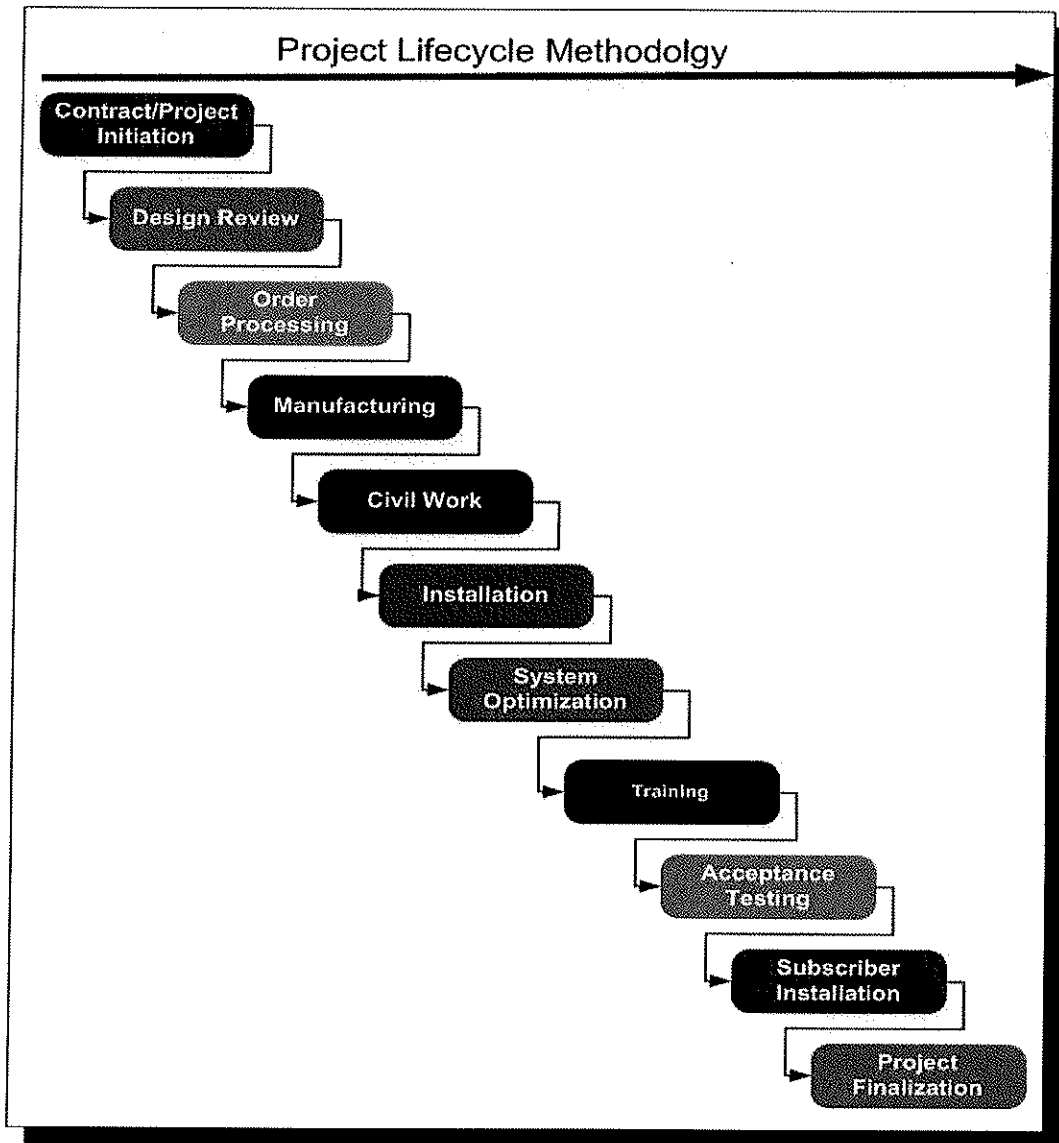 Project Lifecycle Methodolgy
Contract/Project
Initiation
Design Review
Order
Processing
Manufacturing
Civil Work
Installation
System
Optimization
Training
Acceptance
Testing
Subscriber
Installation
Project
Finalization